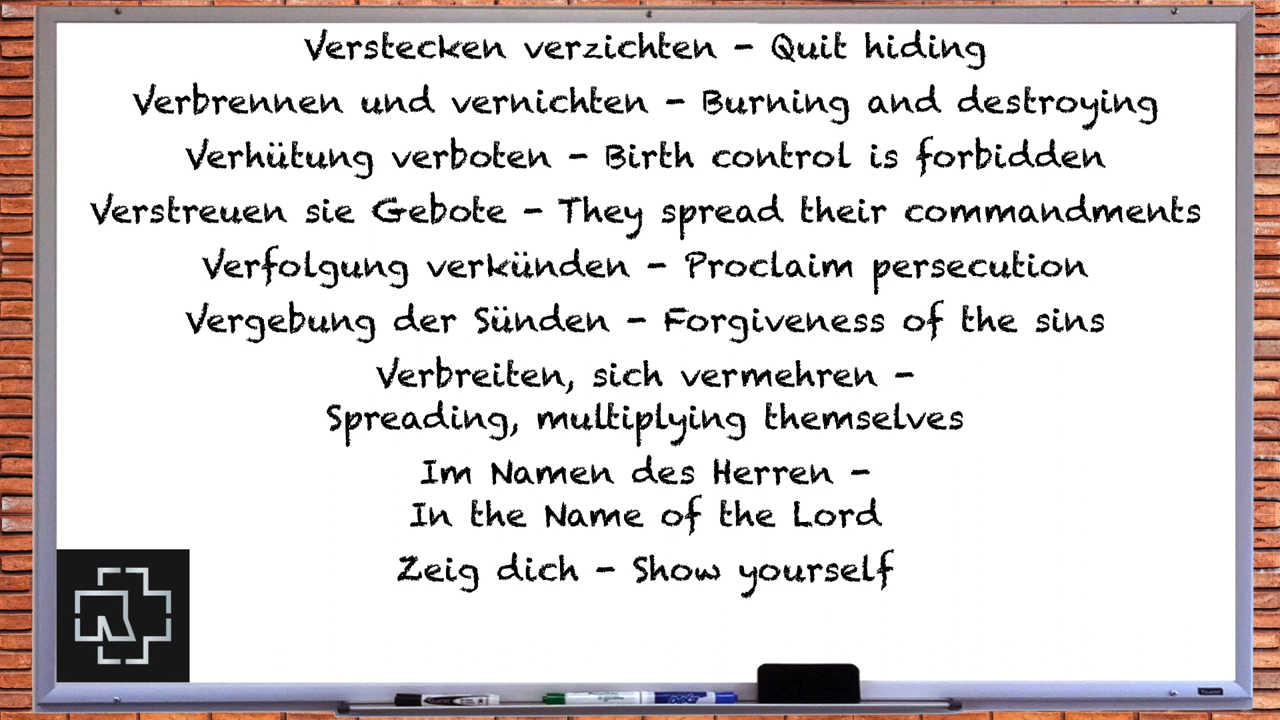 Verstecken verzichten - Quit hiding
Verbrennen und vernichten - Burning and destroying
Verhütung verboten - Birth control is forbidden
Verstreuen sie Gebote - They spread their commandments
Verfolgung verkünden - Proclaim persecution
Vergebung der Sünden - Forgiveness of the sins
Verbreiten, sich vermehren -
Spreading, multiplying themselves
Im Namen des Herren -
In the Name of the Lord
Zeig dich - Show yourself